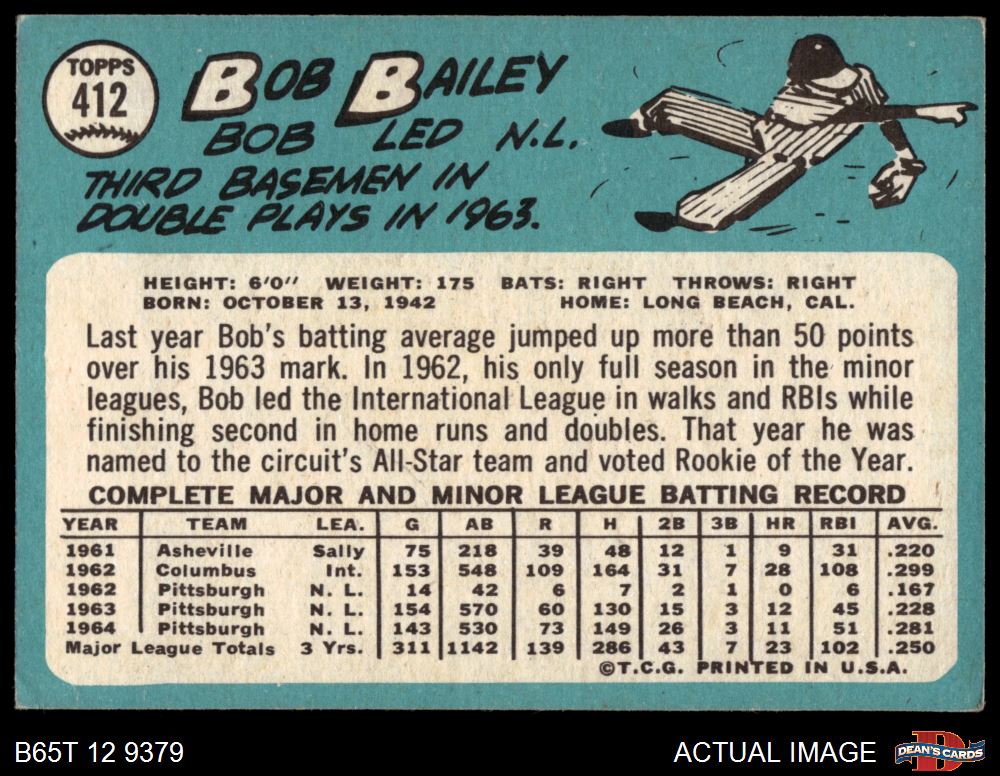 TOPPS
412
BOB BAILEY
BOB LED N.L.
THIRD BASEMEN IN
DOUBLE PLAYS IN 1963.
HEIGHT: 6'0" WEIGHT: 175 BATS: RIGHT THROWS: RIGHT
BORN: OCTOBER 13, 1942 HOME: LONG BEACH, CAL.
Last year Bob's batting average jumped up more than 50 points
over his 1963 mark. In 1962, his only full season in the minor
leagues, Bob led the International League in walks and RBIs while
finishing second in home runs and doubles. That year he was
named to the circuit's All-Star team and voted Rookie of the Year.
COMPLETE MAJOR AND MINOR LEAGUE BATTING RECORD
YEAR TEAM LEA. G AB R H 2B 3B HR RBI AVG.
1961 Asheville Sally 75 218 39 48 12 1 9 31 .220
1962 Columbus Int. 153 548 109 164 31 7 28 108 .299
1962 Pittsburgh N. L. 14 42 6 7 2 1 0 6 .167
1963 Pittsburgh N. L. 154 570 60 130 15 3 12 45 .228
1964 Pittsburgh N. L. 143 530 73 149 26 3 11 51 .281
Major League Totals 3 Yrs. 311 1142 139 286 43 7 23 102 .250
©T.C.G. PRINTED IN U.S.A.
B65T 12 9379 ACTUAL IMAGE DEAN'S CARDS